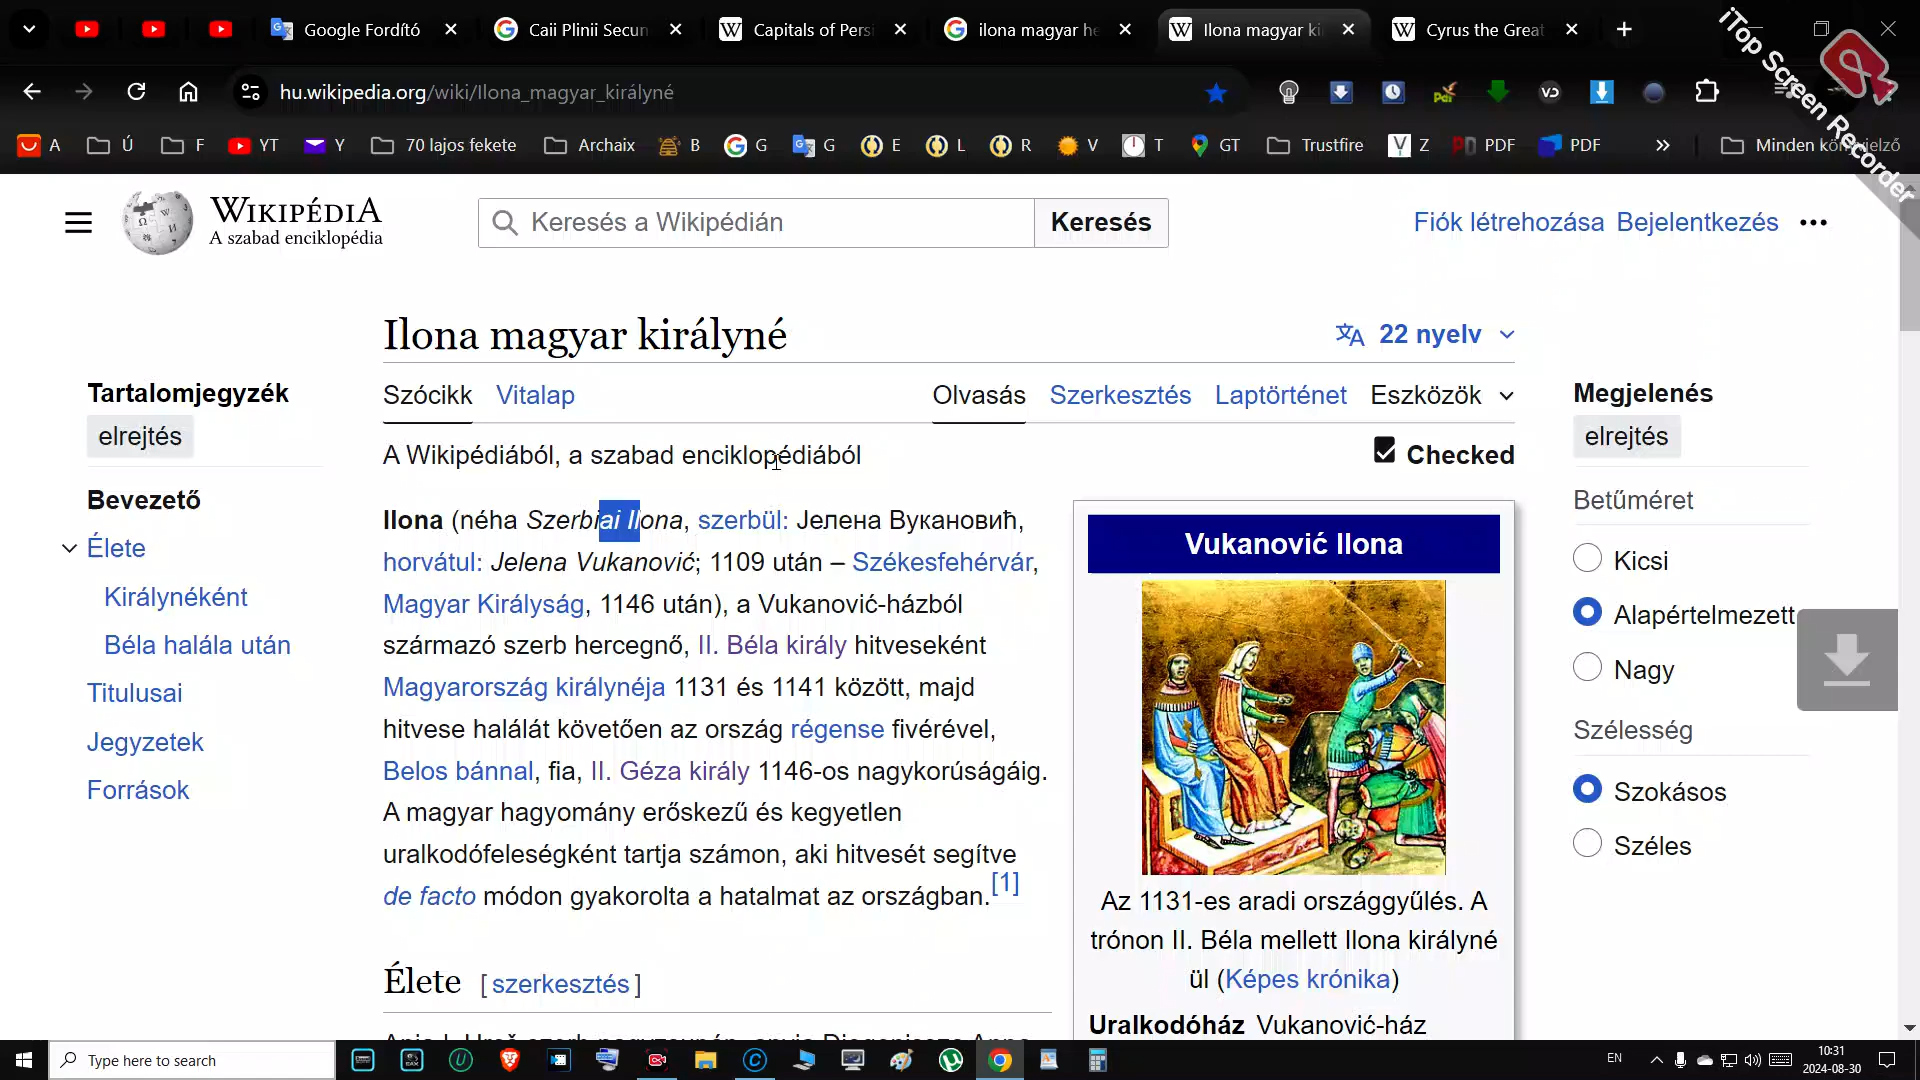 Google Fordító
Caii Plinii Secun
Capitals of Persi
ilona magyar he
Ilona magyar ki
Cyrus the Great
iTop Screen Recorder
hu.wikipedia.org/wiki/Ilona_magyar_királyné
A Ú F YT Y 70 lajos fekete Archaix B G G E L R V T GT Trustfire Z PDF PDF » Minden
WIKIPÉDIA
A szabad enciklopédia
Keresés a Wikipédián
Keresés
Fiók létrehozása Bejelentkezés
Ilona magyar királyné
22 nyelv
Tartalomjegyzék
elrejtés
Bevezető
Élete
Királynéként
Béla halála után
Titulusai
Jegyzetek
Források
Szócikk Vitalap Olvasás Szerkesztés Laptörténet Eszközök
A Wikipédiából, a szabad enciklopédiából
Checked
Ilona (néha Szerbiai Ilona, szerbül: Јелена Вукановић,
horvátul: Jelena Vukanović; 1109 után – Székesfehérvár,
Magyar Királyság, 1146 után), a Vukanović-házból
származó szerb hercegnő, II. Béla király hitveseként
Magyarország királynéja 1131 és 1141 között, majd
hitvese halálát követően az ország régense fivérével,
Belos bánnal, fia, II. Géza király 1146-os nagykorúságáig.
A magyar hagyomány erőskezű és kegyetlen
uralkodófeleségként tartja számon, aki hitvesét segítve
de facto módon gyakorolta a hatalmat az országban.[1]
Élete [ szerkesztés ]
Vukanović Ilona
Az 1131-es aradi országgyűlés. A
trónon II. Béla mellett Ilona királyné
ül (Képes krónika)
Uralkodóház Vukanović-ház
Megjelenés
elrejtés
Betűméret
Kicsi
Alapértelmezett
Nagy
Szélesség
Szokásos
Széles
Type here to search
EN
10:31
2024-08-30